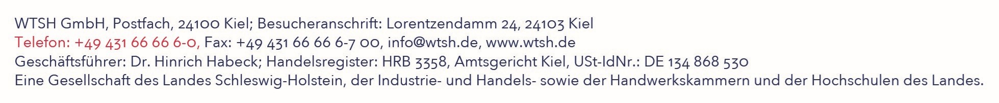 WTSH GmbH, Postfach, 24100 Kiel; Besucheranschrift: Lorentzendamm 24, 24103 Kiel
Telefon: +49 431 66 66 6-0, Fax: +49 431 66 66 6-7 00, info@wtsh.de, www.wtsh.de
Geschäftsführer: Dr. Hinrich Habeck; Handelsregister: HRB 3358, Amtsgericht Kiel, USt-IdNr.: DE 134 868 530
Eine Gesellschaft des Landes Schleswig-Holstein, der Industrie- und Handels- sowie der Handwerkskammern und der Hochschulen des Landes.